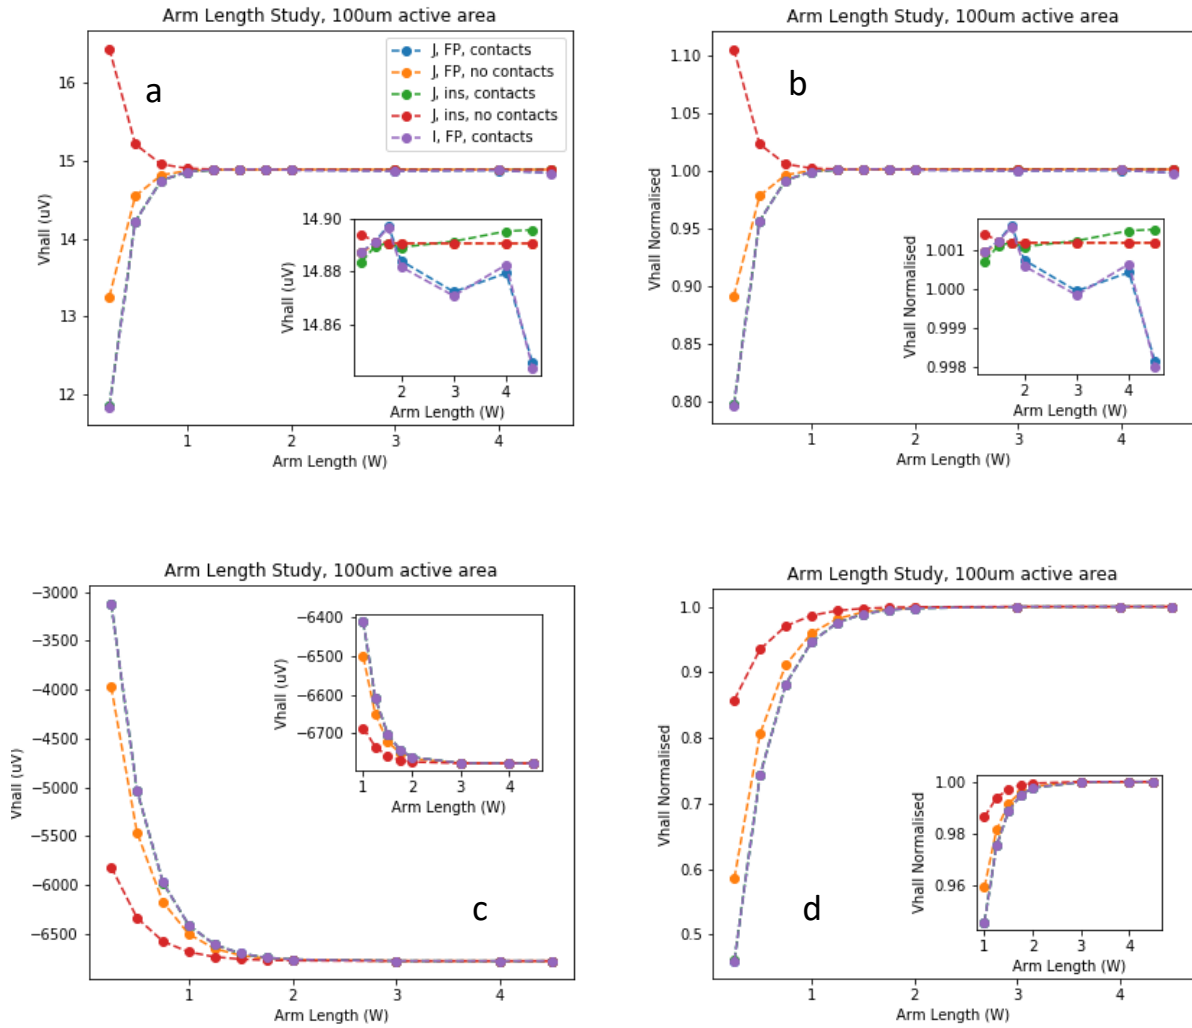 Arm Length Study, 100um active area
a
J, FP, contacts
J, FP, no contacts
J, ins, contacts
J, ins, no contacts
I, FP, contacts
16
15
14
13
12
Vhall (uV)
1
2
3
4
Arm Length (W)
14.90
14.88
14.86
Vhall (uV)
2
3
4
Arm Length (W)
Arm Length Study, 100um active area
b
1.10
1.05
1.00
0.95
0.90
0.85
0.80
Vhall Normalised
1
2
3
4
Arm Length (W)
1.001
1.000
0.999
0.998
Vhall Normalised
2
3
4
Arm Length (W)
Arm Length Study, 100um active area
c
−3000
−3500
−4000
−4500
−5000
−5500
−6000
−6500
Vhall (uV)
1
2
3
4
Arm Length (W)
−6400
−6500
−6600
−6700
Vhall (uV)
1
2
3
4
Arm Length (W)
Arm Length Study, 100um active area
d
1.0
0.9
0.8
0.7
0.6
0.5
Vhall Normalised
1
2
3
4
Arm Length (W)
1.00
0.98
0.96
Vhall Normalised
1
2
3
4
Arm Length (W)